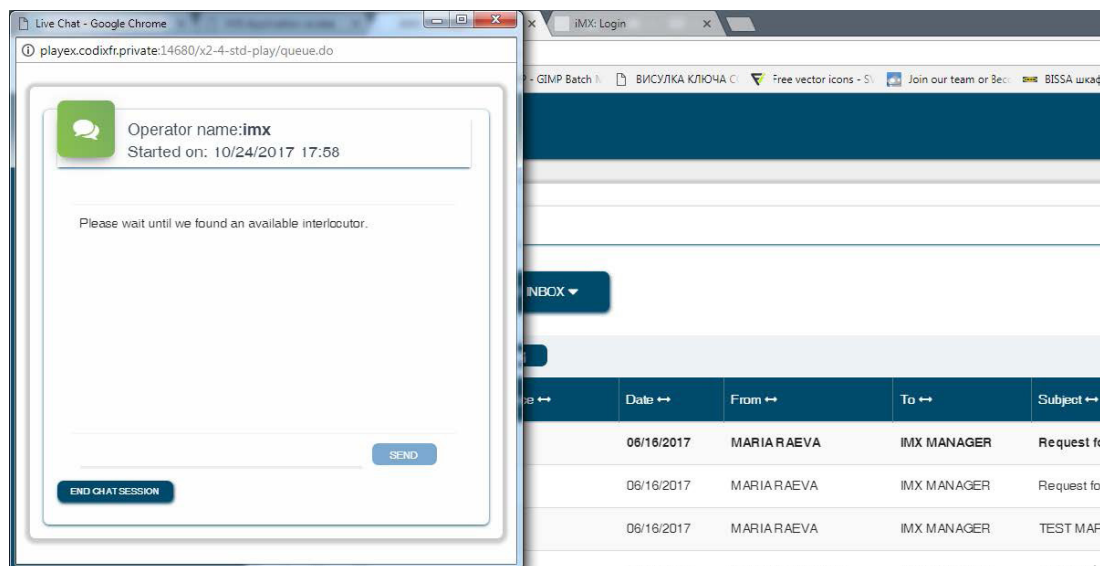 Live Chat - Google Chrome
iMX: Login
playex.codixfr.private:14680/x2-4-std-play/queue.do
- GIMP Batch
ВИСУЛКА КЛЮЧА
Free vector icons - S
Join our team or Bec
BISSA шкаф
Operator name:imx
Started on: 10/24/2017 17:58
Please wait until we found an available interlocutor.
INBOX
Date From To Subject
06/16/2017 MARIA RAEVA IMX MANAGER Request fo
SEND
END CHAT SESSION
06/16/2017 MARIA RAEVA IMX MANAGER Request fo
06/16/2017 MARIA RAEVA IMX MANAGER TEST MAR